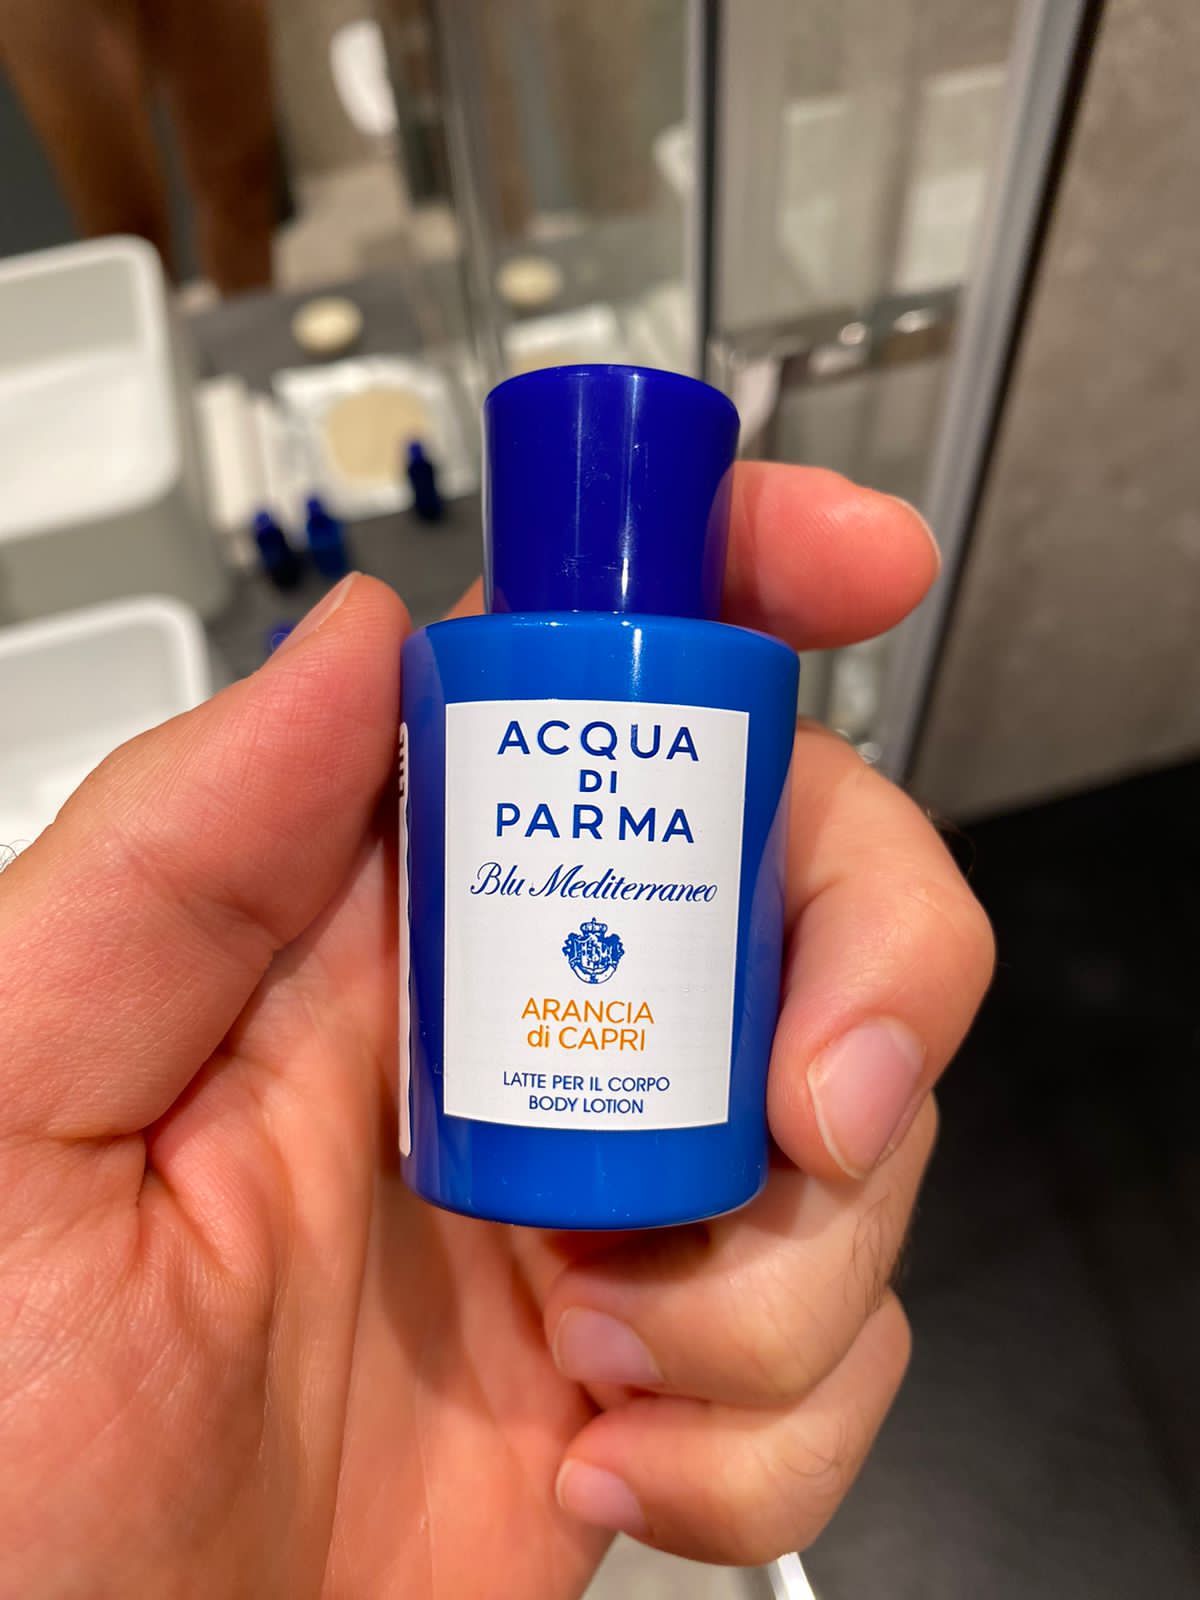 ACQUA
DI
PARMA
Blu Mediterraneo
ARANCIA
di CAPRI
LATTE PER IL CORPO
BODY LOTION